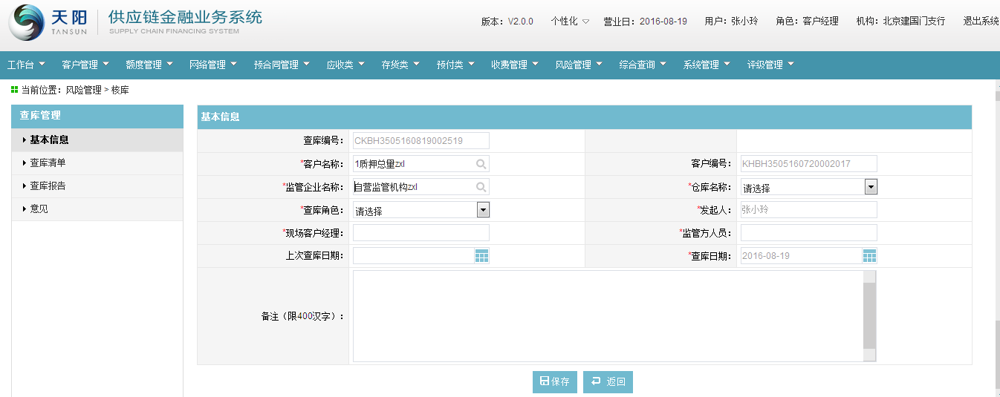 天阳 TANSUN 供应链金融业务系统 SUPPLY CHAIN FINANCING SYSTEM
版本：V2.0.0 个性化 营业日：2016-08-19 用户：张小玲 角色：客户经理 机构：北京建国门支行 退出系统
工作台 客户管理 额度管理 网络管理 预合同管理 应收类 存货类 预付类 收费管理 风险管理 综合查询 系统管理 评级管理
当前位置：风险管理 > 核库
查库管理
基本信息
查库清单
查库报告
意见
基本信息
查库编号：CKBH3505160819002519
*客户名称：1质押总量zxl 客户编号：KHBH3505160720002017
*监管企业名称：自营监管机构zxl *仓库名称：请选择
*查库角色：请选择 *发起人：张小玲
*现场客户经理： *监管方人员：
上次查库日期： *查库日期：2016-08-19
备注（限400汉字）：
保存 返回